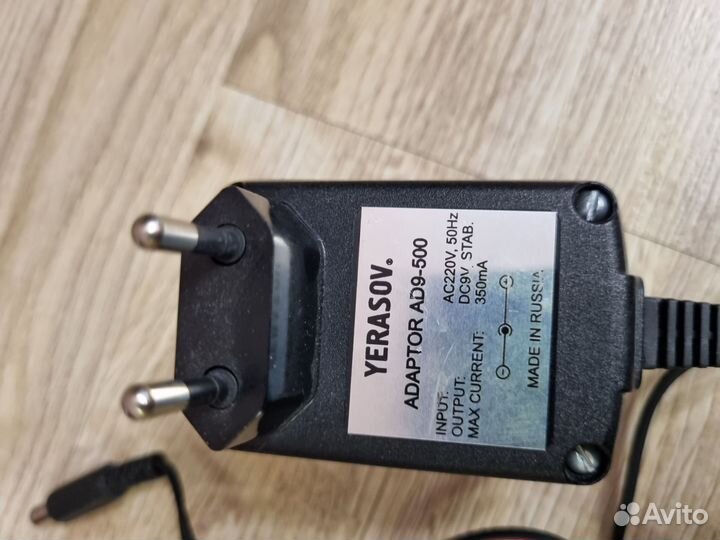 YERASOV®
ADAPTOR AD9-500
INPUT: AC220V, 50Hz
OUTPUT: DC9V STAB.
MAX CURRENT: 350mA
MADE IN RUSSIA
Avito